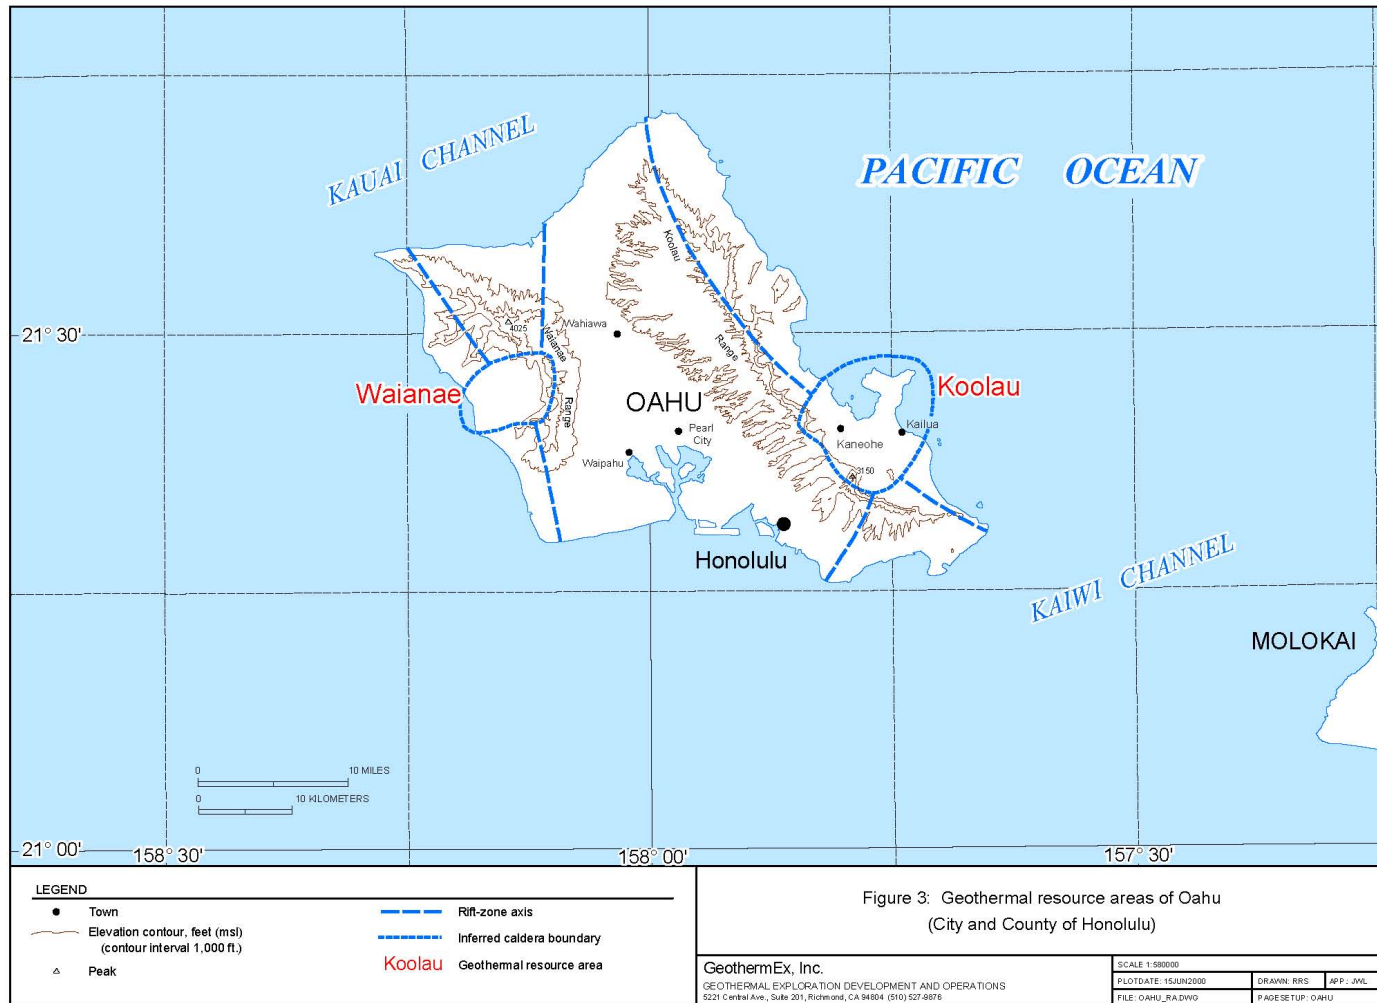 KAUAI CHANNEL
PACIFIC OCEAN
Koolau
Range
4025
Wahiawa
Waianae
Range
21° 30'
21° 30'
Waianae
OAHU
Koolau
Pearl
City
Kailua
Kaneohe
Waipahu
3150
Honolulu
KAIWI CHANNEL
MOLOKAI
0 10 MILES
0 10 KILOMETERS
21° 00'
158° 30'
158° 00'
157° 30'
LEGEND
Town
Elevation contour, feet (msl)
(contour interval 1,000 ft.)
Peak
Rift-zone axis
Inferred caldera boundary
Koolau Geothermal resource area
Figure 3: Geothermal resource areas of Oahu
(City and County of Honolulu)
GeothermEx, Inc.
GEOTHERMAL EXPLORATION DEVELOPMENT AND OPERATIONS
5221 Central Ave., Suite 201, Richmond, CA 94804 (510) 527-9876
SCALE 1:580000
PLOTDATE: 15JUN2000 DRAWN: RRS APP.: JWL
FILE: OAHU_RA.DWG PAGESETUP: OAHU